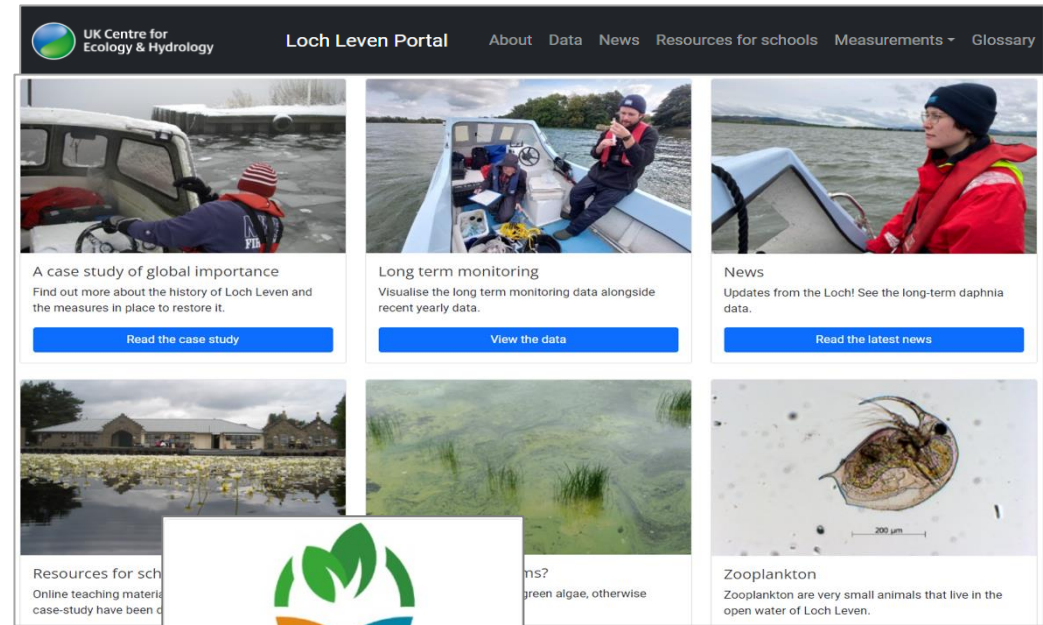 UK Centre for
Ecology & Hydrology
Loch Leven Portal
About Data News Resources for schools Measurements Glossary
A case study of global importance
Find out more about the history of Loch Leven and
the measures in place to restore it.
Read the case study
Long term monitoring
Visualise the long term monitoring data alongside
recent yearly data.
View the data
News
Updates from the Loch! See the long-term daphnia
data.
Read the latest news
Resources for
Online teaching
case-study have been
green algae, otherwise
200 µm
Zooplankton
Zooplankton are very small animals that live in the
open water of Loch Leven.